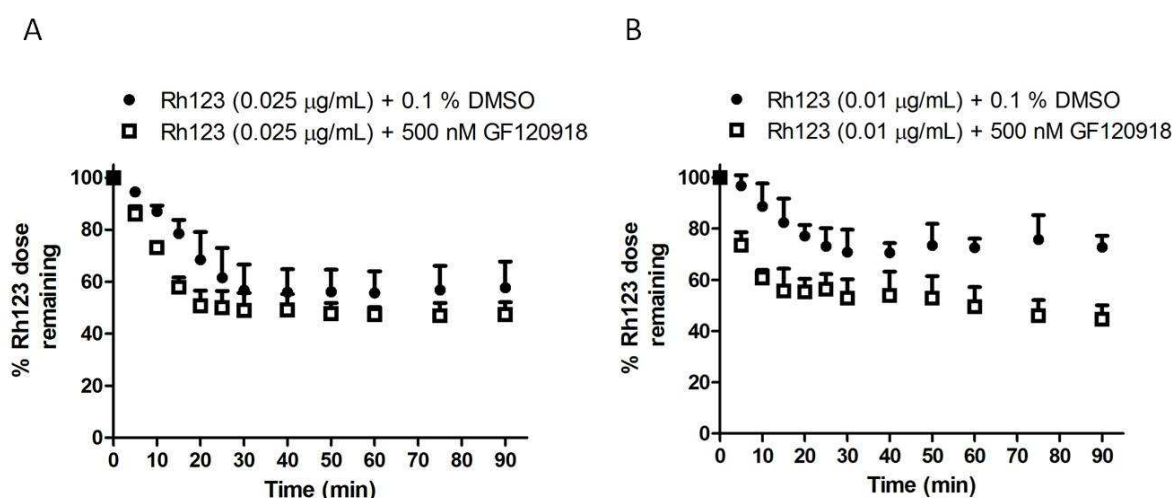 A
Rh123 (0.025 μg/mL) + 0.1 % DMSO
Rh123 (0.025 μg/mL) + 500 nM GF120918
100
80
60
40
20
0
% Rh123 dose
remaining
0 10 20 30 40 50 60 70 80 90
Time (min)
B
Rh123 (0.01 μg/mL) + 0.1 % DMSO
Rh123 (0.01 μg/mL) + 500 nM GF120918
100
80
60
40
20
0
% Rh123 dose
remaining
0 10 20 30 40 50 60 70 80 90
Time (min)